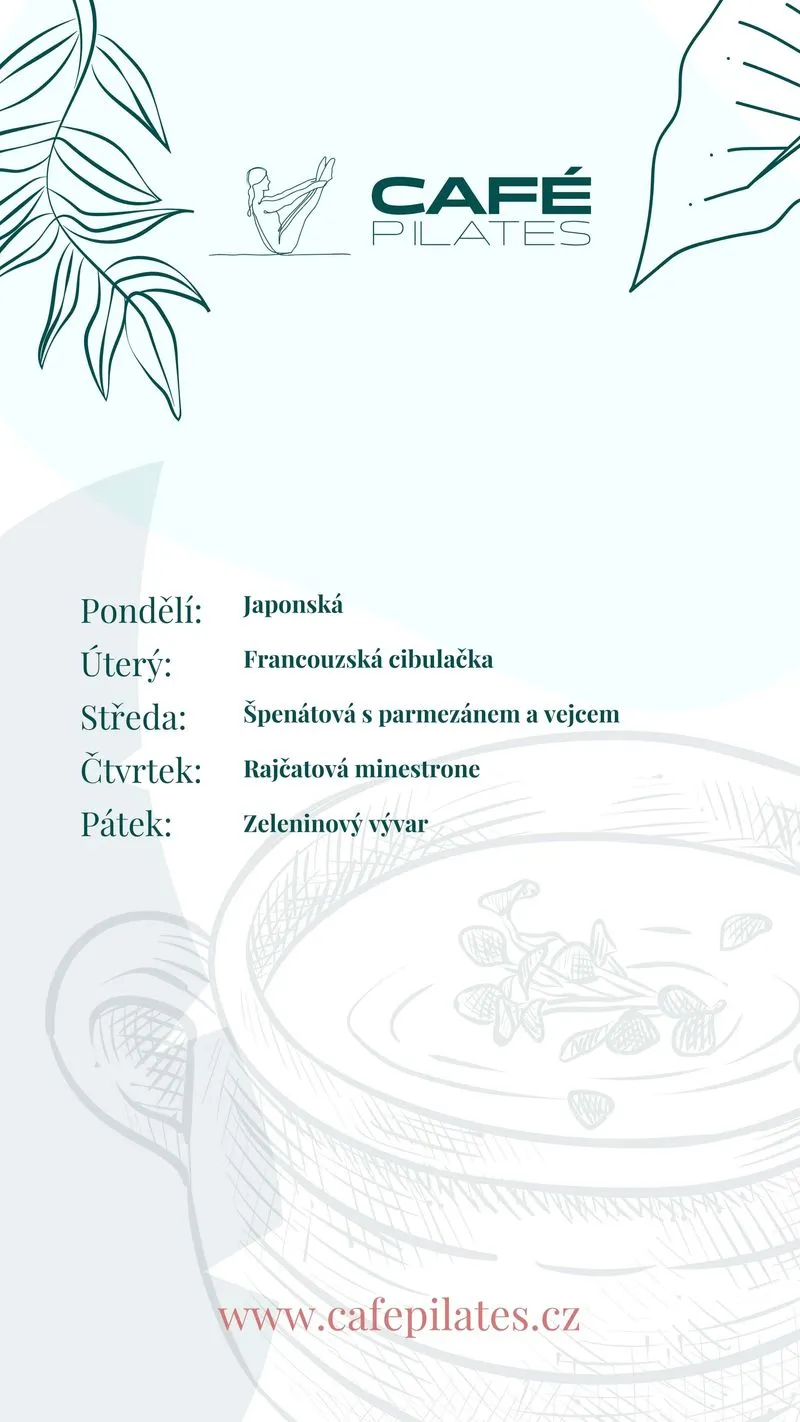 CAFÉ
PILATES
Pondělí: Japonská
Úterý: Francouzská cibulačka
Středa: Špenátová s parmezánem a vejcem
Čtvrtek: Rajčatová minestrone
Pátek: Zeleninový vývar
www.cafepilates.cz